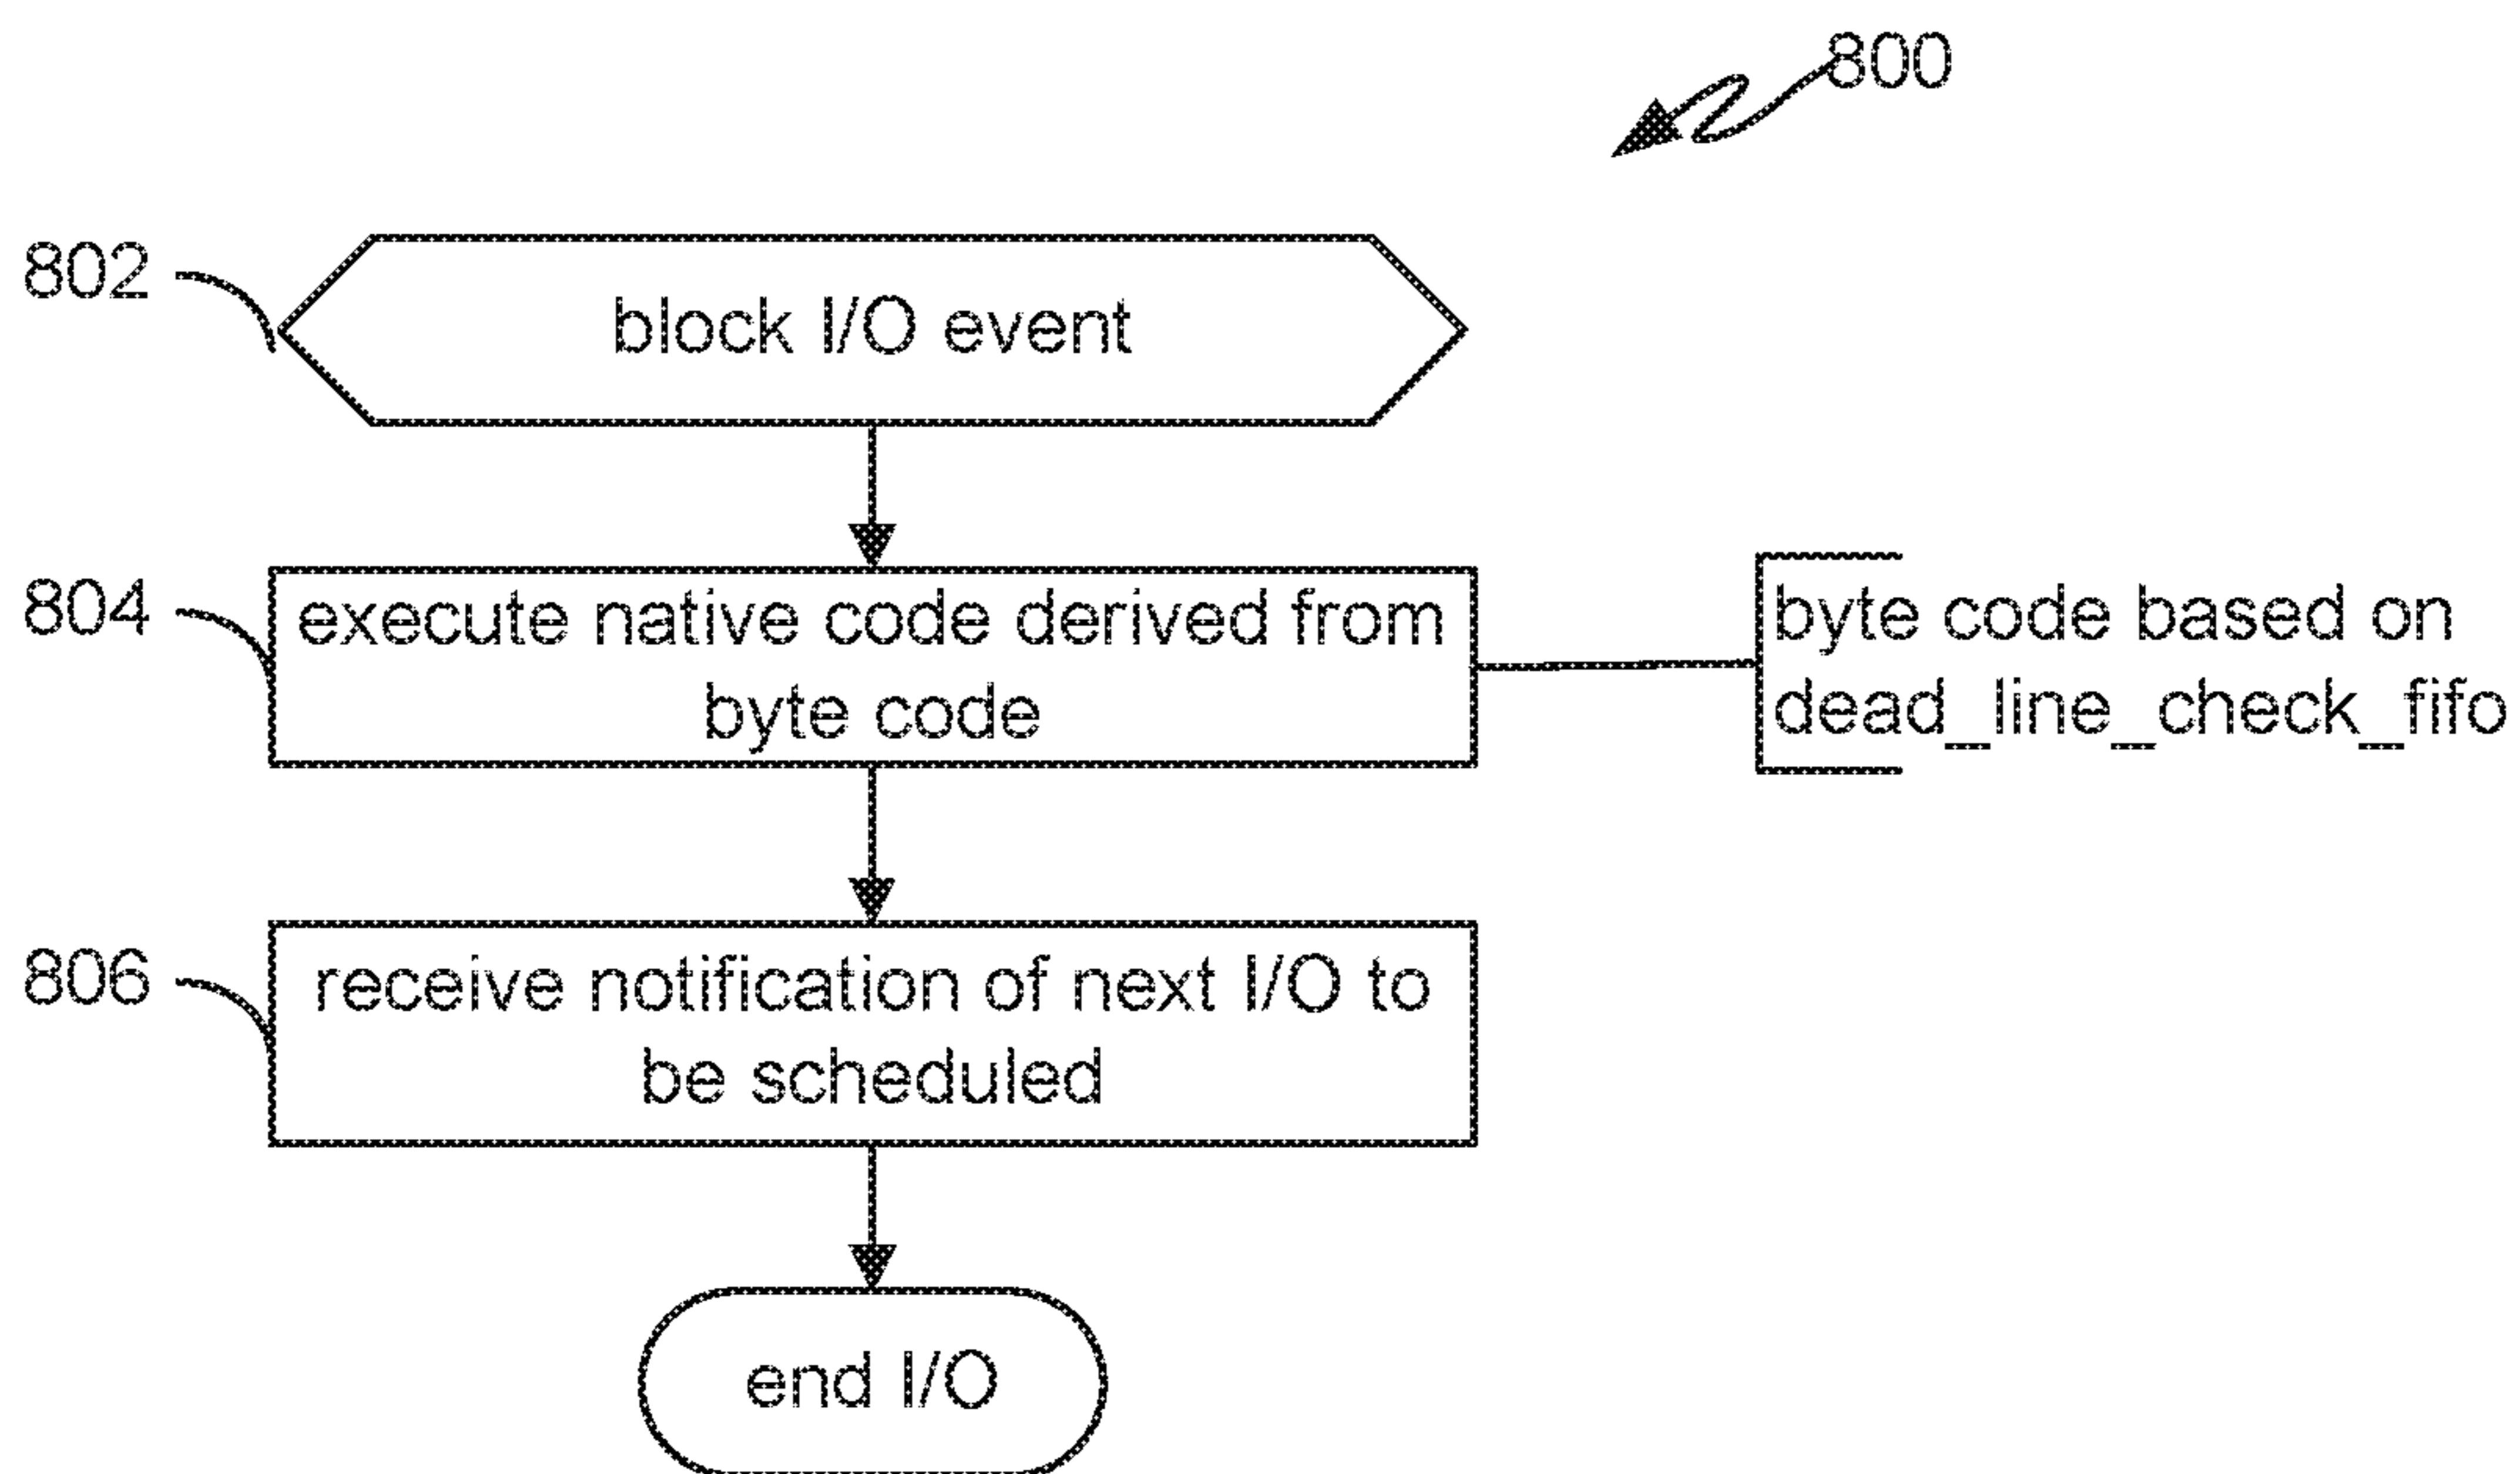 800
802
block I/O event
804
execute native code derived from
byte code
byte code based on
dead_line_check_fifo
806
receive notification of next I/O to
be scheduled
end I/O